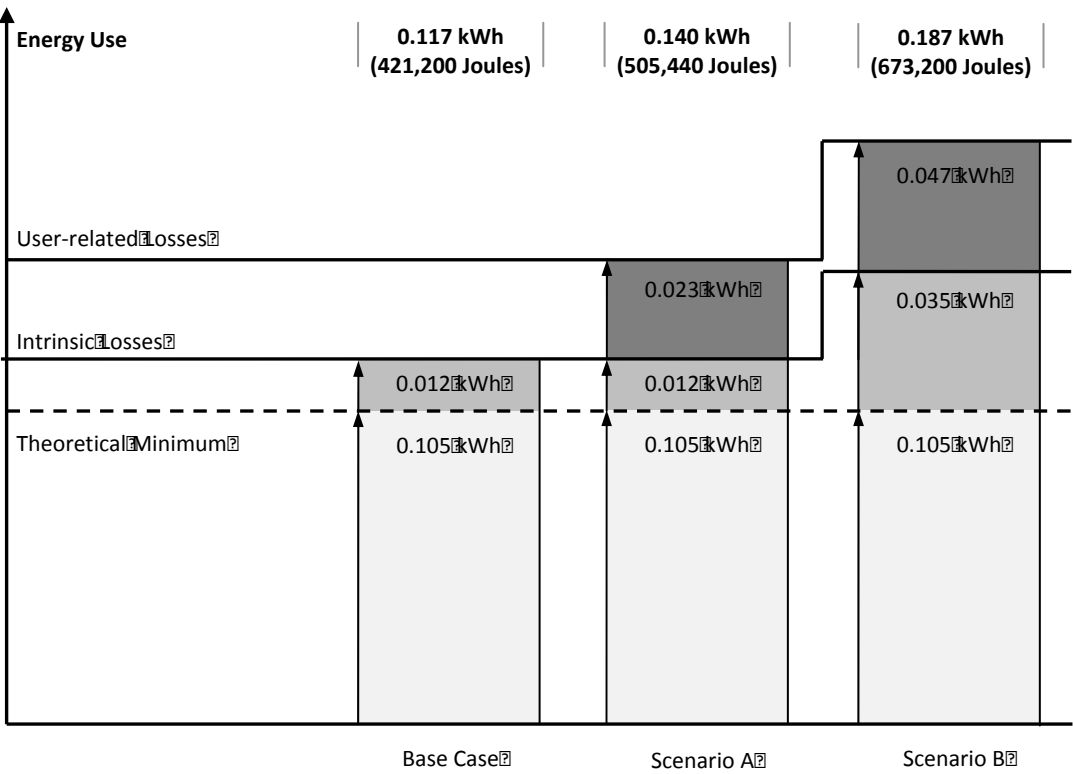 Energy Use
0.117 kWh
(421,200 Joules)
0.140 kWh
(505,440 Joules)
0.187 kWh
(673,200 Joules)
0.047 kWh
User-related Losses
0.023 kWh
0.035 kWh
Intrinsic Losses
0.012 kWh
0.012 kWh
Theoretical Minimum
0.105 kWh
0.105 kWh
0.105 kWh
Base Case
Scenario A
Scenario B